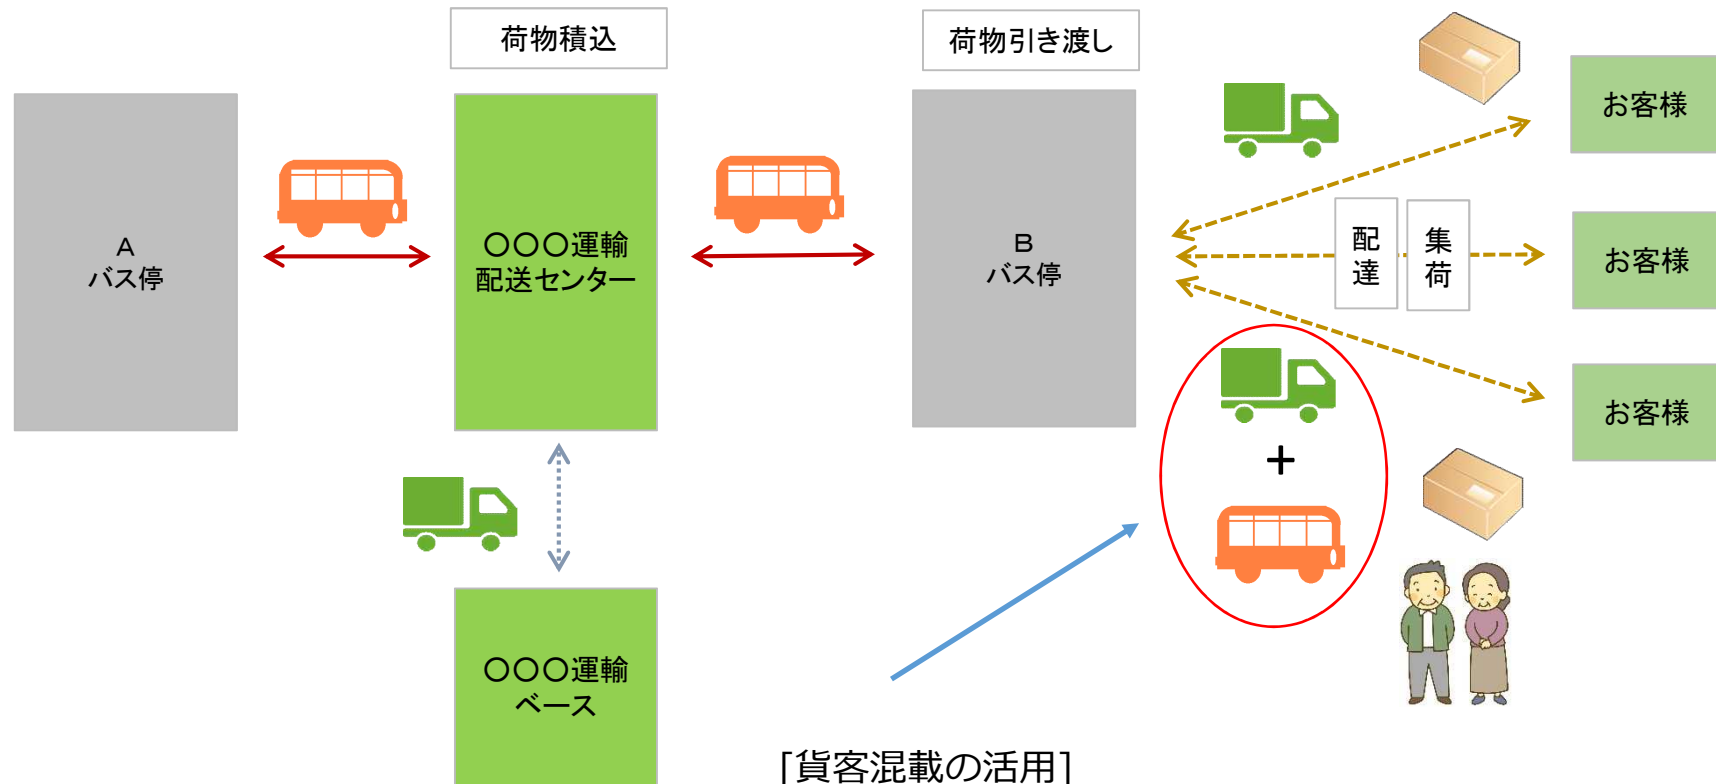 荷物積込
荷物引き渡し
A
バス停
〇〇〇運輸
配送センター
B
バス停
配達
集荷
お客様
お客様
お客様
+
〇〇〇運輸
ベース
[貨客混載の活用]